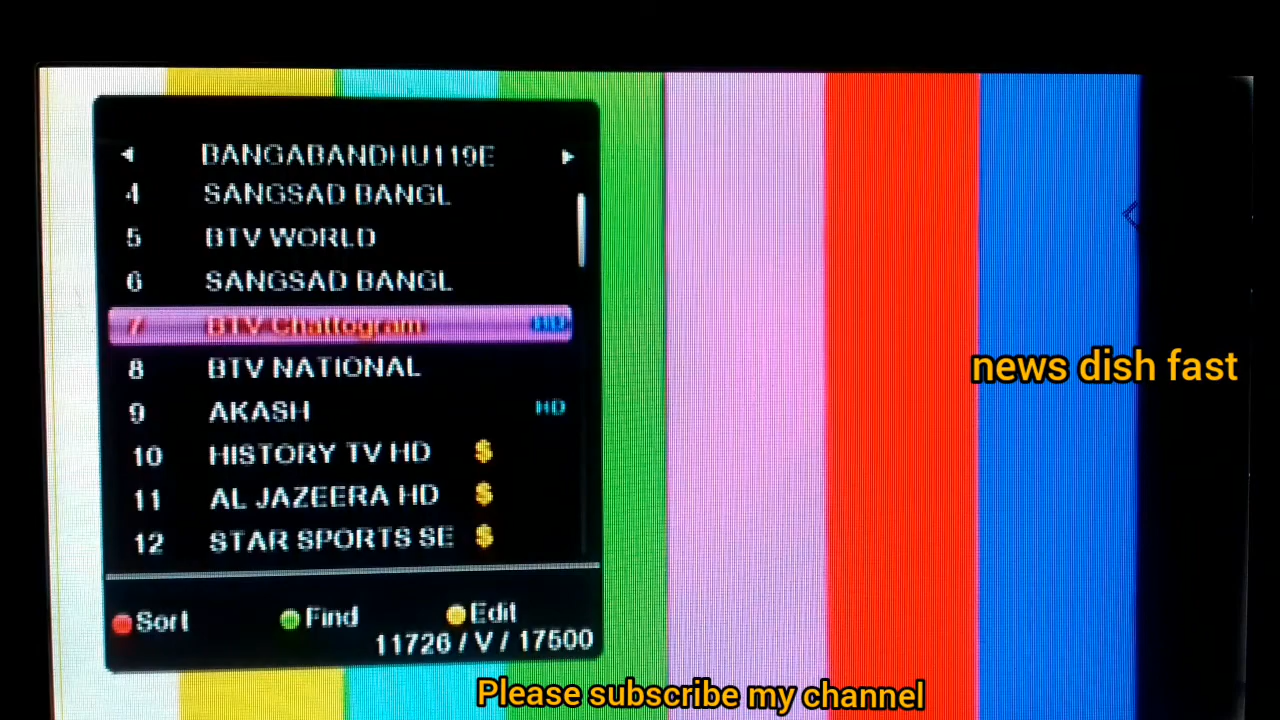 BANGABANDHU119E
4 SANGSAD BANGL
5 BTV WORLD
6 SANGSAD BANGL
7 BTV Chattogram HD
8 BTV NATIONAL
9 AKASH HD
10 HISTORY TV HD $
11 AL JAZEERA HD $
12 STAR SPORTS SE $
Sort Find Edit
11726 / V / 17500
news dish fast
Please subscribe my channel